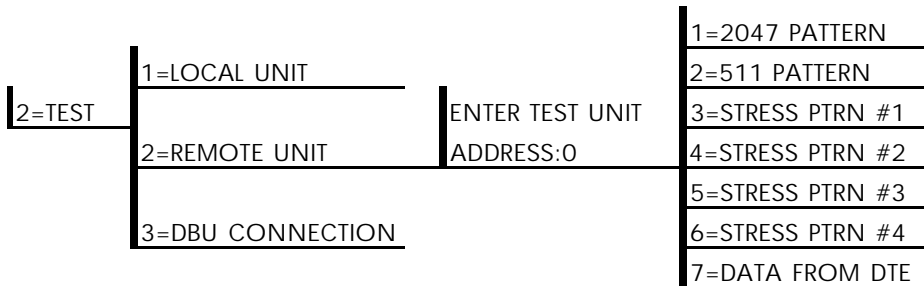 2=TEST
1=LOCAL UNIT
2=REMOTE UNIT
3=DBU CONNECTION
ENTER TEST UNIT
ADDRESS:0
1=2047 PATTERN
2=511 PATTERN
3=STRESS PTRN #1
4=STRESS PTRN #2
5=STRESS PTRN #3
6=STRESS PTRN #4
7=DATA FROM DTE